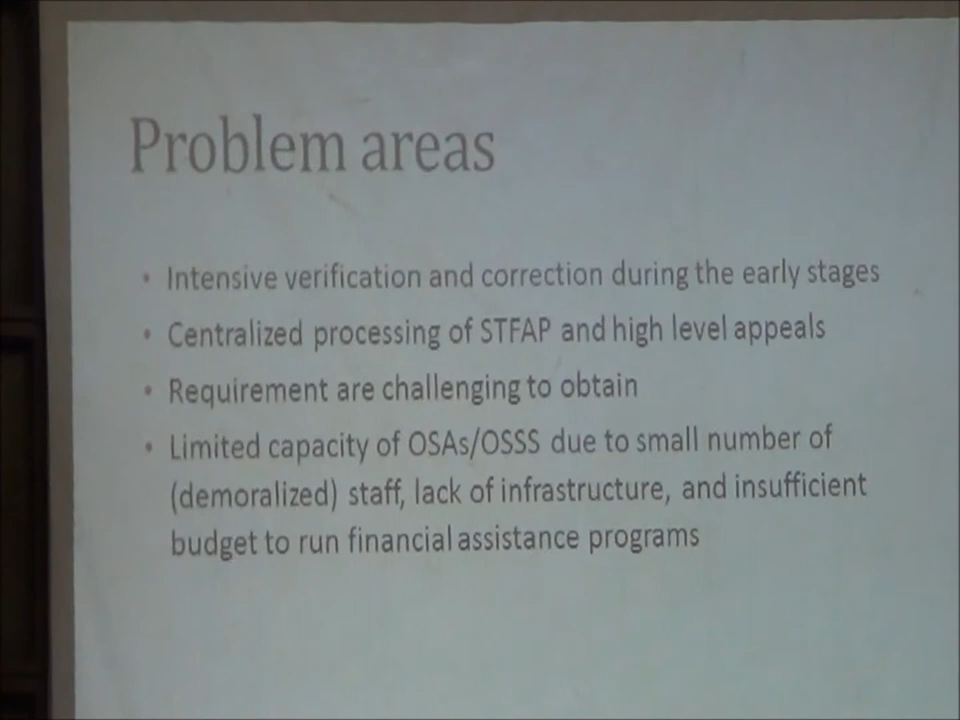 Problem areas
• Intensive verification and correction during the early stages
• Centralized processing of STFAP and high level appeals
• Requirement are challenging to obtain
• Limited capacity of OSAs/OSSS due to small number of
(demoralized) staff, lack of infrastructure, and insufficient
budget to run financial assistance programs